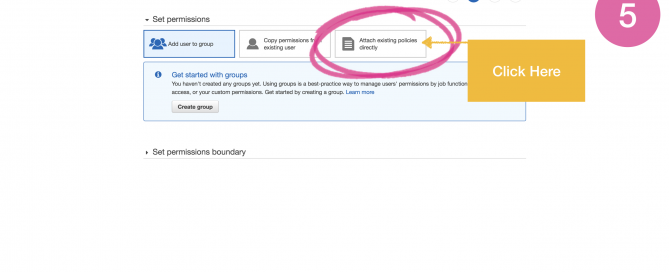 5
Set permissions
Add user to group
Copy permissions fr
existing user
Attach existing policies
directly
Click Here
Get started with groups
You haven't created any groups yet. Using groups is a best-practice way to manage users' permissions by job function
access, or your custom permissions. Get started by creating a group. Learn more
Create group
Set permissions boundary